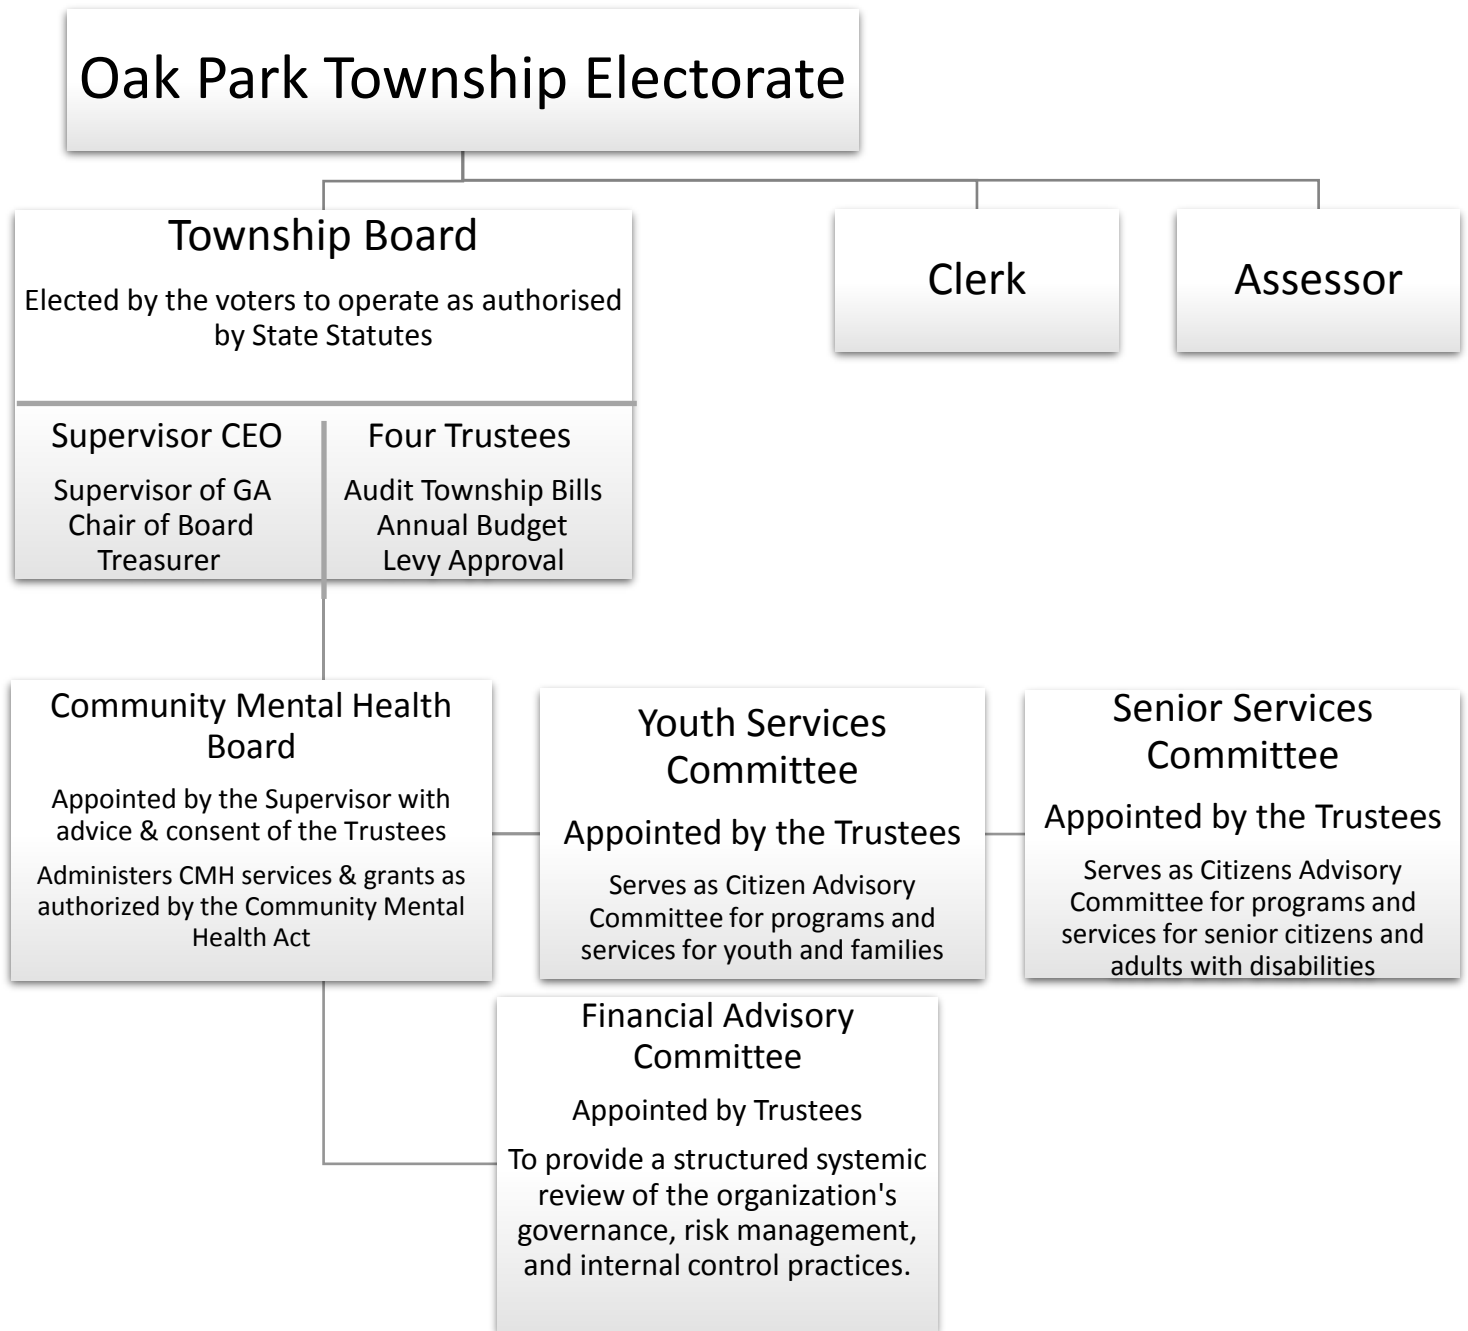 Oak Park Township Electorate
Township Board
Elected by the voters to operate as authorised
by State Statutes
Supervisor CEO
Supervisor of GA
Chair of Board
Treasurer
Four Trustees
Audit Township Bills
Annual Budget
Levy Approval
Clerk
Assessor
Community Mental Health
Board
Appointed by the Supervisor with
advice & consent of the Trustees
Administers CMH services & grants as
authorized by the Community Mental
Health Act
Youth Services
Committee
Appointed by the Trustees
Serves as Citizen Advisory
Committee for programs and
services for youth and families
Senior Services
Committee
Appointed by the Trustees
Serves as Citizens Advisory
Committee for programs and
services for senior citizens and
adults with disabilities
Financial Advisory
Committee
Appointed by Trustees
To provide a structured systemic
review of the organization's
governance, risk management,
and internal control practices.